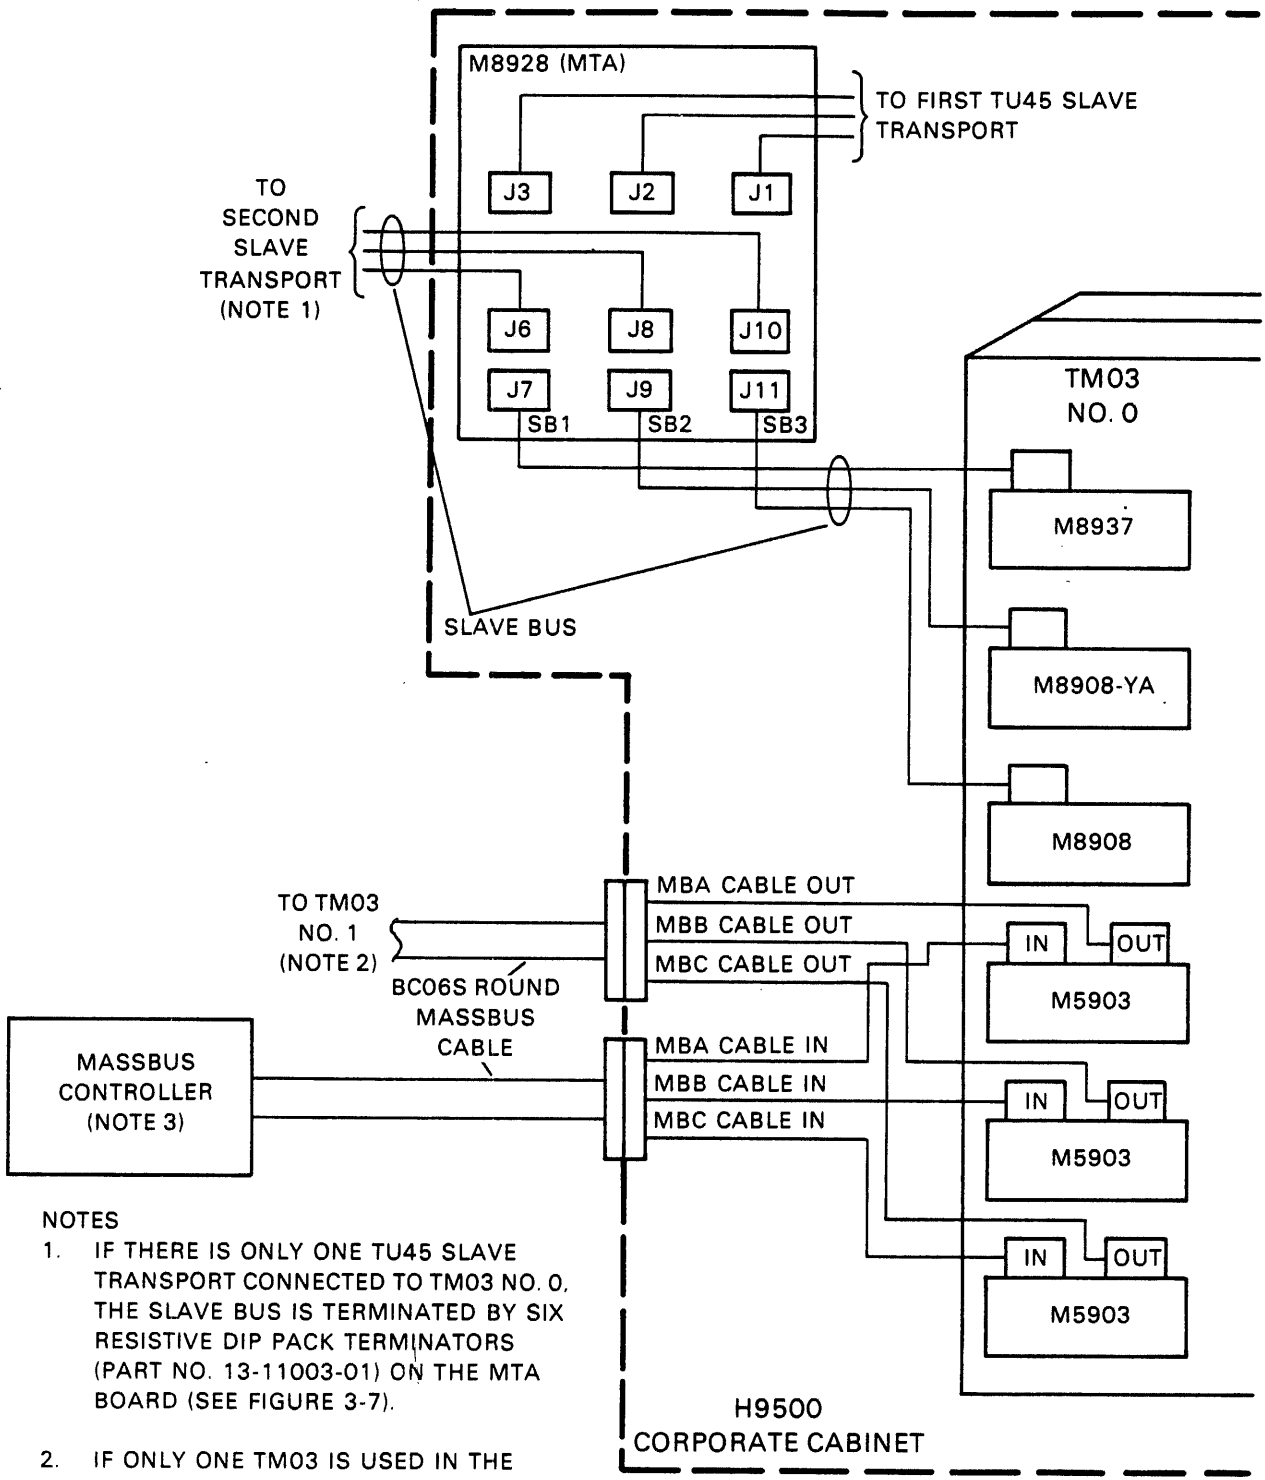 M8928 (MTA)
TO FIRST TU45 SLAVE
TRANSPORT
J3
J2
J1
TO
SECOND
SLAVE
TRANSPORT
(NOTE 1)
J6
J8
J10
J7
J9
J11
SB1
SB2
SB3
TM03
NO. 0
M8937
SLAVE BUS
M8908-YA
M8908
TO TM03
NO. 1
(NOTE 2)
MBA CABLE OUT
MBB CABLE OUT
MBC CABLE OUT
IN
OUT
M5903
BC06S ROUND
MASSBUS
CABLE
MASSBUS
CONTROLLER
(NOTE 3)
MBA CABLE IN
MBB CABLE IN
MBC CABLE IN
IN
OUT
M5903
IN
OUT
M5903
NOTES
1. IF THERE IS ONLY ONE TU45 SLAVE
TRANSPORT CONNECTED TO TM03 NO. 0,
THE SLAVE BUS IS TERMINATED BY SIX
RESISTIVE DIP PACK TERMINATORS
(PART NO. 13-11003-01) ON THE MTA
BOARD (SEE FIGURE 3-7).
2. IF ONLY ONE TM03 IS USED IN THE
H9500
CORPORATE CABINET